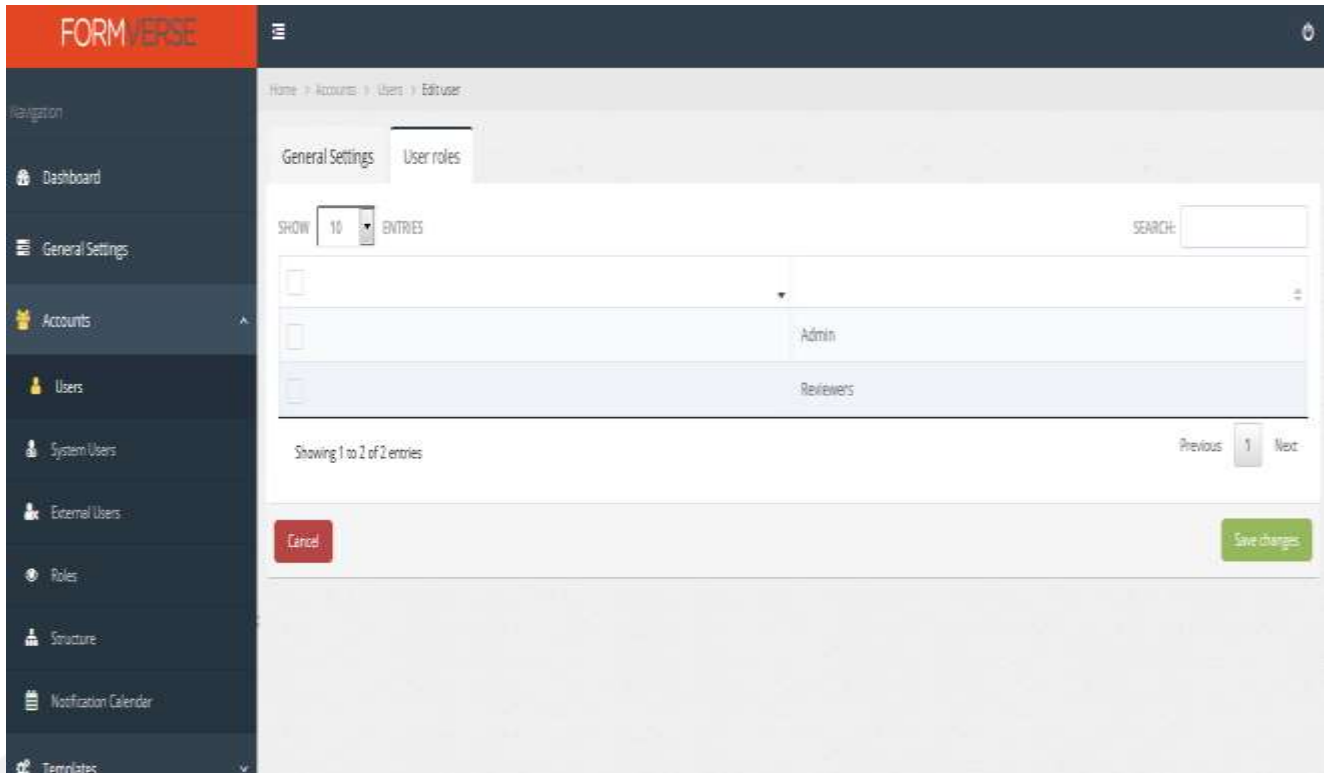 FORMVERSE
Home > Accounts > Users > Edit user
Navigation
General Settings User roles
Dashboard
SHOW 10 ENTRIES SEARCH:
General Settings
Accounts
Admin
Users
Reviewers
System Users
Showing 1 to 2 of 2 entries
Previous 1 Next
External Users
Cancel
Save changes
Roles
Structure
Notification Calender
Templates